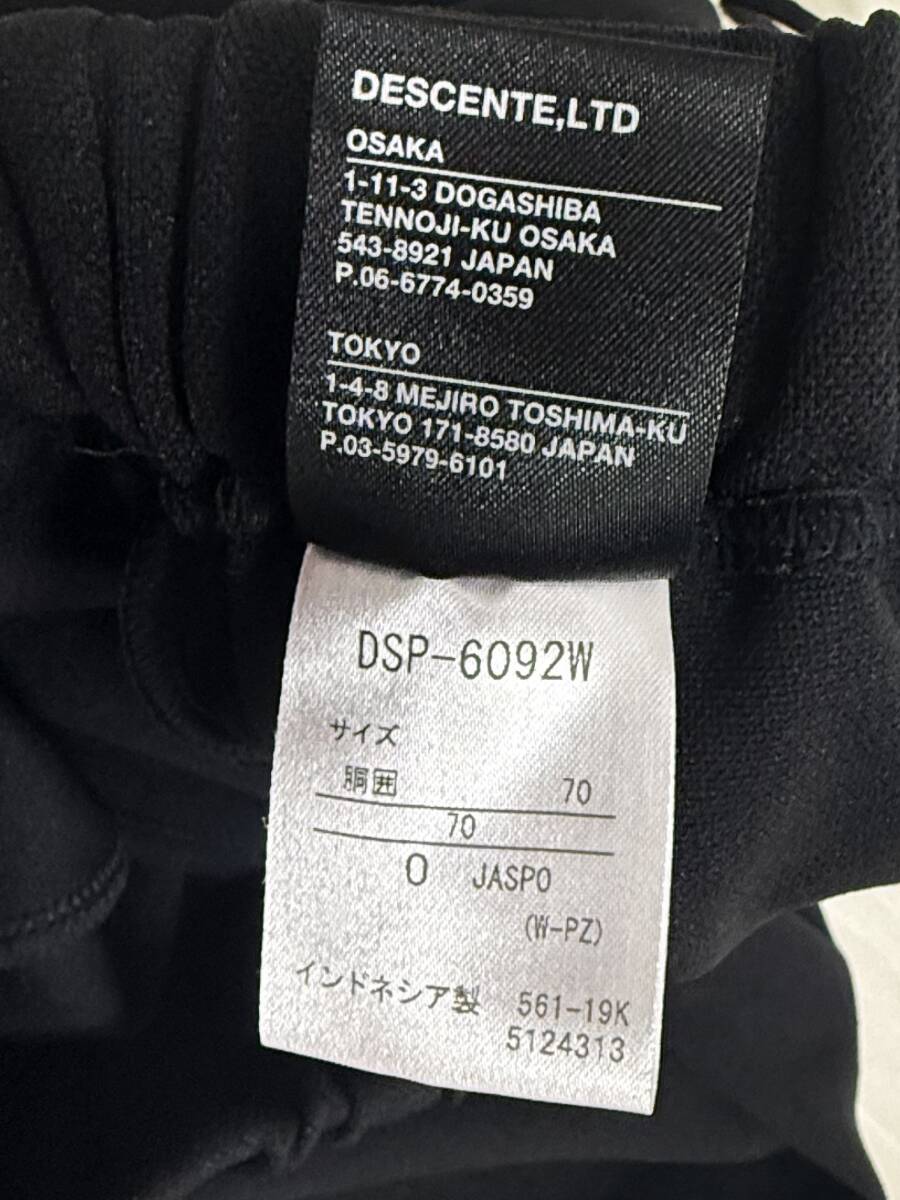 DESCENTE,LTD
OSAKA
1-11-3 DOGASHIBA
TENNOJI-KU OSAKA
543-8921 JAPAN
P.06-6774-0359
TOKYO
1-4-8 MEJIRO TOSHIMA-KU
TOKYO 171-8580 JAPAN
P.03-5979-6101
DSP-6092W
サイズ
胴囲 70
70
O JASPO
(W-PZ)
インドネシア製 561-19K
5124313